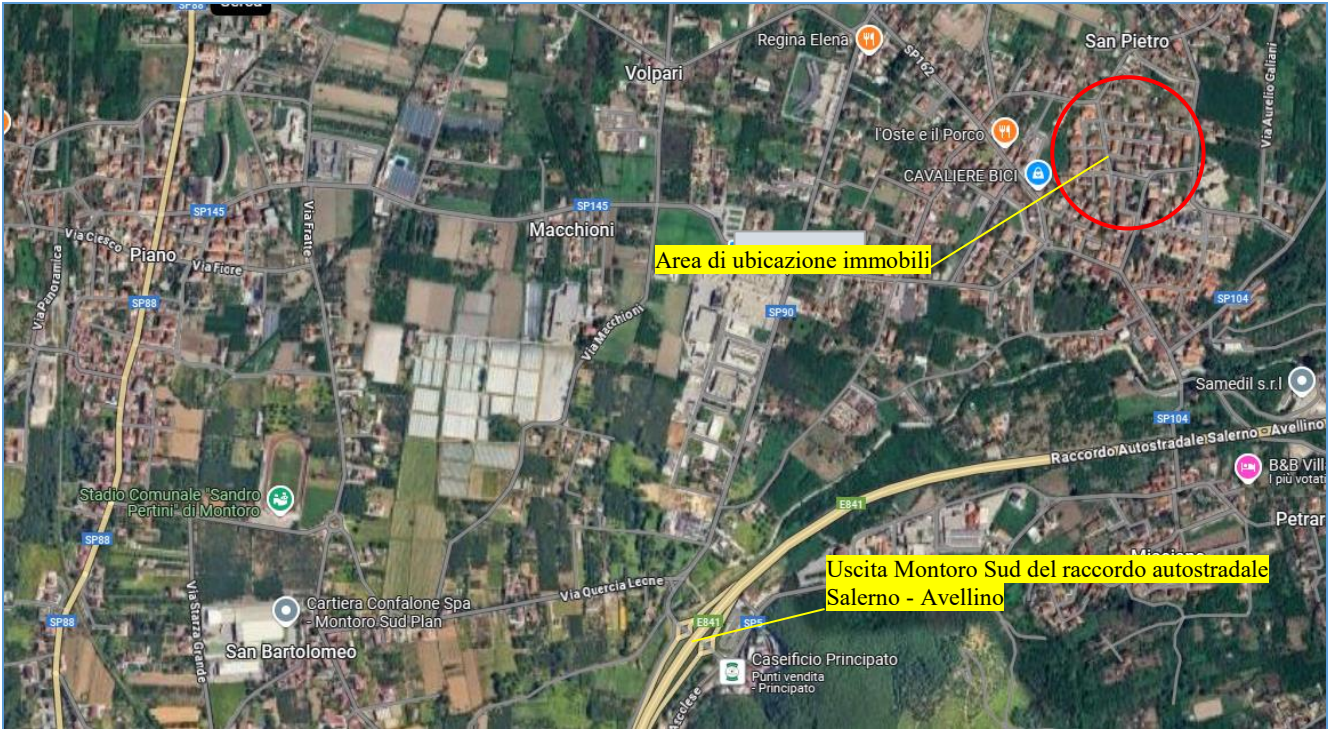 SP88
Regina Elena
SP162
San Pietro
Volpari
Via Aurelio Galiani
l'Oste e il Porco
CAVALIERE BICI
SP145
SP145
Via Fratte
Macchioni
Via Ciesco
Piano
Via Fiore
Area di ubicazione immobili
Via Panoramica
SP88
SP90
SP104
Via Macchioni
Samedil s.r.l
SP104
Raccordo Autostradale Salerno - Avellino
B&B Vill
I più votati
Stadio Comunale "Sandro
Pertini" di Montoro
E841
Petrar
SP88
Uscita Montoro Sud del raccordo autostradale
Salerno - Avellino
Via Quercia Leone
Via Starza Grande
Cartiera Confalone Spa
- Montoro Sud Plan
SP88
E841
SP5
San Bartolomeo
Caseificio Principato
Punti vendita
- Principato